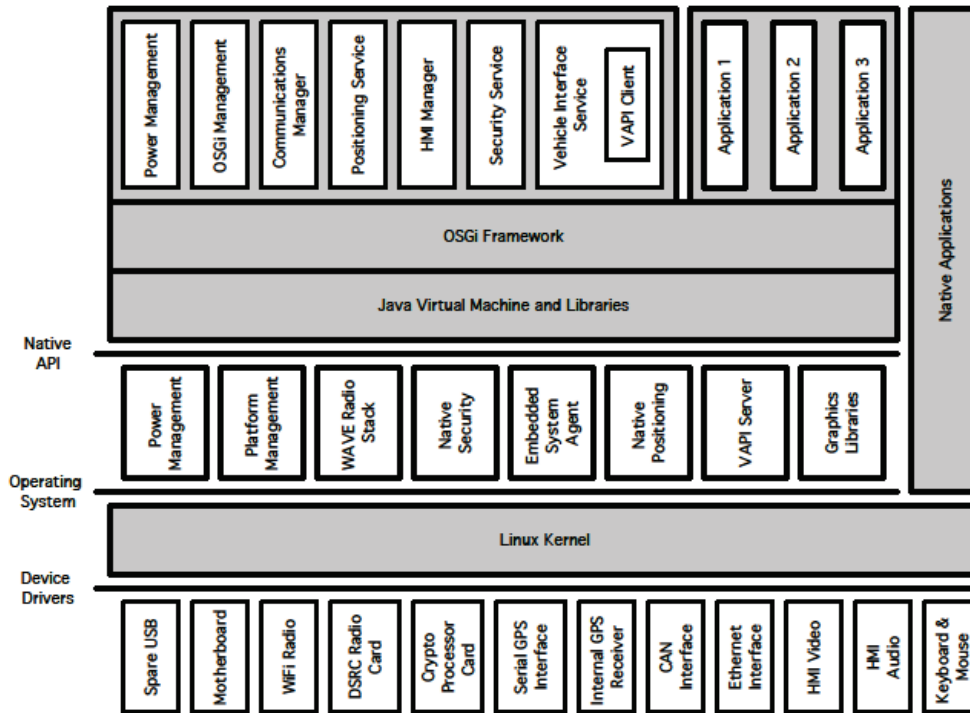 Power Management
OSGi Management
Communications
Manager
Positioning Service
HMI Manager
Security Service
Vehicle Interface
Service
VAPI Client
Application 1
Application 2
Application 3
Native Applications
OSGi Framework
Java Virtual Machine and Libraries
Native
API
Power
Management
Platform
Management
WAVE Radio
Stack
Native
Security
Embedded
System
Agent
Native
Positioning
VAPI Server
Graphics
Libraries
Operating
System
Linux Kernel
Device
Drivers
Spare USB
Motherboard
WiFi Radio
DSRC Radio
Card
Crypto
Processor
Card
Serial GPS
Interface
Internal GPS
Receiver
CAN
Interface
Ethernet
Interface
HMI Video
HMI
Audio
Keyboard &
Mouse